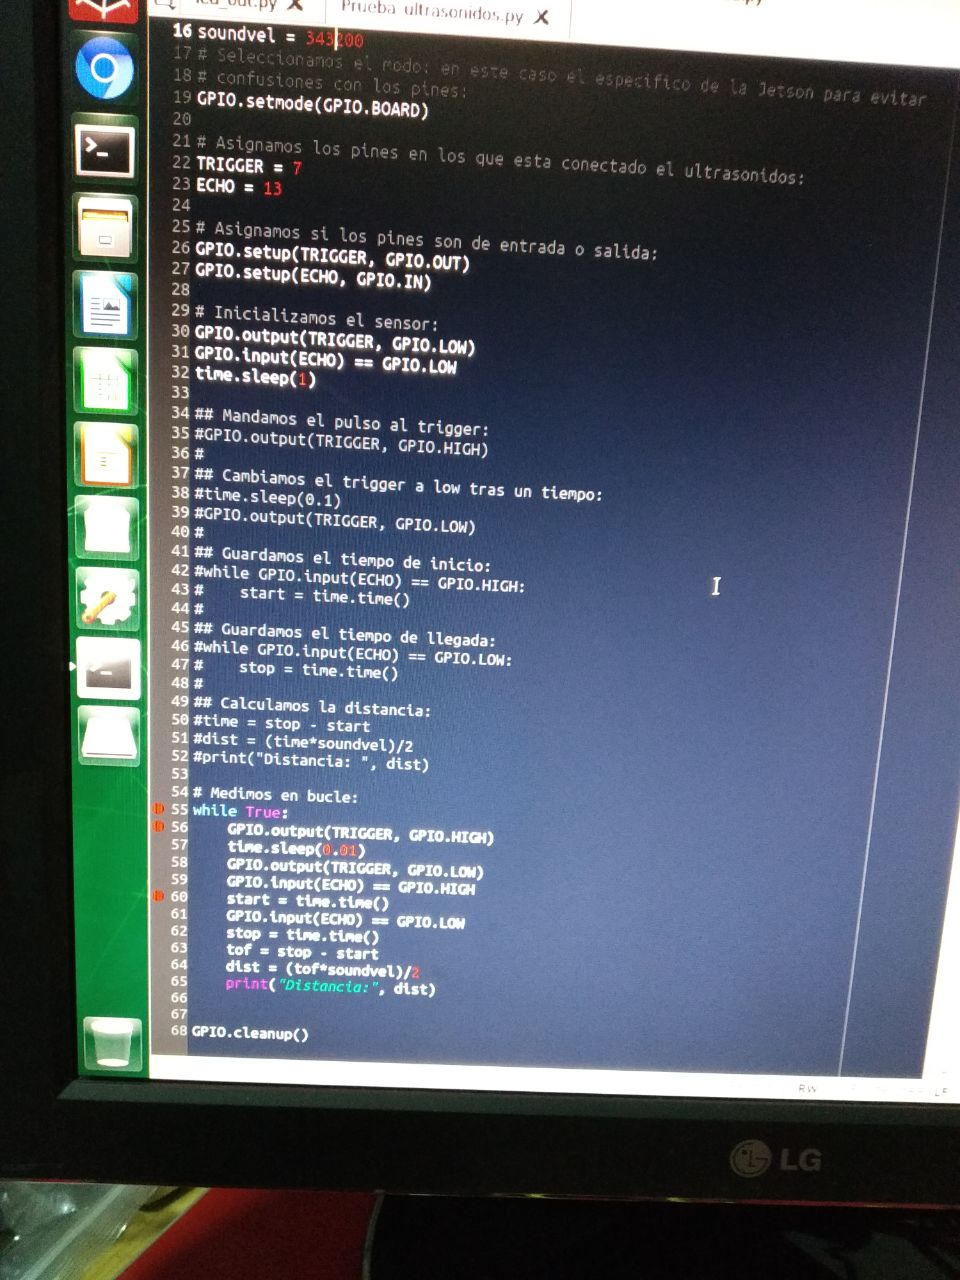 Prueba ultrasonidos.py X
16 soundvel = 343200
17 # Seleccionamos el modo: en este caso el especifico de la Jetson para evitar
18 # confusiones con los pines:
19 GPIO.setmode(GPIO.BOARD)
20
21 # Asignamos los pines en los que esta conectado el ultrasonidos:
22 TRIGGER = 7
23 ECHO = 13
24
25 # Asignamos si los pines son de entrada o salida:
26 GPIO.setup(TRIGGER, GPIO.OUT)
27 GPIO.setup(ECHO, GPIO.IN)
28
29 # Inicializamos el sensor:
30 GPIO.output(TRIGGER, GPIO.LOW)
31 GPIO.input(ECHO) == GPIO.LOW
32 time.sleep(1)
33
34 ## Mandamos el pulso al trigger:
35 #GPIO.output(TRIGGER, GPIO.HIGH)
36 #
37 ## Cambiamos el trigger a low tras un tiempo:
38 #time.sleep(0.1)
39 #GPIO.output(TRIGGER, GPIO.LOW)
40 #
41 ## Guardamos el tiempo de inicio:
42 #while GPIO.input(ECHO) == GPIO.HIGH:
43 #    start = time.time()
44 #
45 ## Guardamos el tiempo de llegada:
46 #while GPIO.input(ECHO) == GPIO.LOW:
47 #    stop = time.time()
48 #
49 ## Calculamos la distancia:
50 #time = stop - start
51 #dist = (time*soundvel)/2
52 #print("Distancia: ", dist)
53
54 # Medimos en bucle:
55 while True:
56     GPIO.output(TRIGGER, GPIO.HIGH)
57     time.sleep(0.01)
58     GPIO.output(TRIGGER, GPIO.LOW)
59     GPIO.input(ECHO) == GPIO.HIGH
60     start = time.time()
61     GPIO.input(ECHO) == GPIO.LOW
62     stop = time.time()
63     tof = stop - start
64     dist = (tof*soundvel)/2
65     print("Distancia:", dist)
66
67
68 GPIO.cleanup()
RW
LF
LG